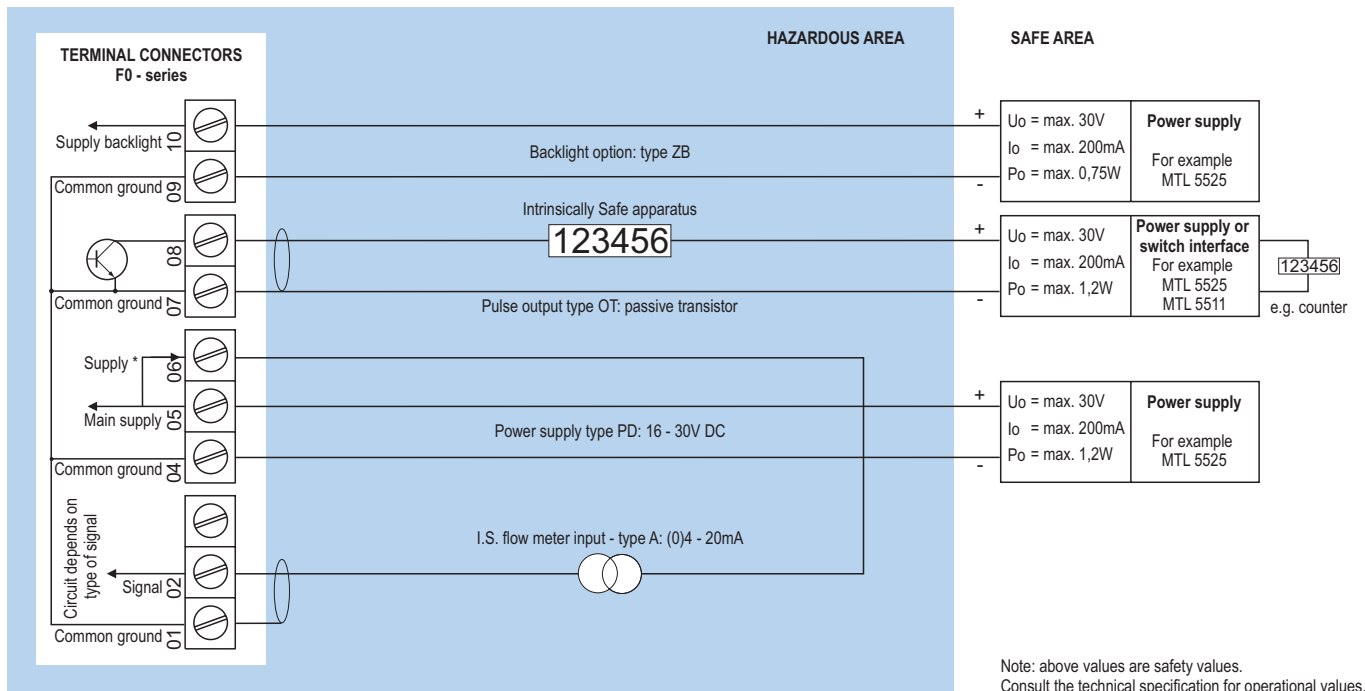 HAZARDOUS AREA
SAFE AREA
TERMINAL CONNECTORS
F0 - series
Supply backlight
10
Common ground
09
08
Common ground
07
Supply *
06
Main supply
05
Common ground
04
Circuit depends on
type of signal
Signal
02
Common ground
01
Backlight option: type ZB
Intrinsically Safe apparatus
123456
Pulse output type OT: passive transistor
Power supply type PD: 16 - 30V DC
I.S. flow meter input - type A: (0)4 - 20mA
+
-
Uo = max. 30V
Io = max. 200mA
Po = max. 0,75W
Power supply
For example
MTL 5525
+
-
Uo = max. 30V
Io = max. 200mA
Po = max. 1,2W
Power supply or
switch interface
For example
MTL 5525
MTL 5511
123456
e.g. counter
+
-
Uo = max. 30V
Io = max. 200mA
Po = max. 1,2W
Power supply
For example
MTL 5525
Note: above values are safety values.
Consult the technical specification for operational values.